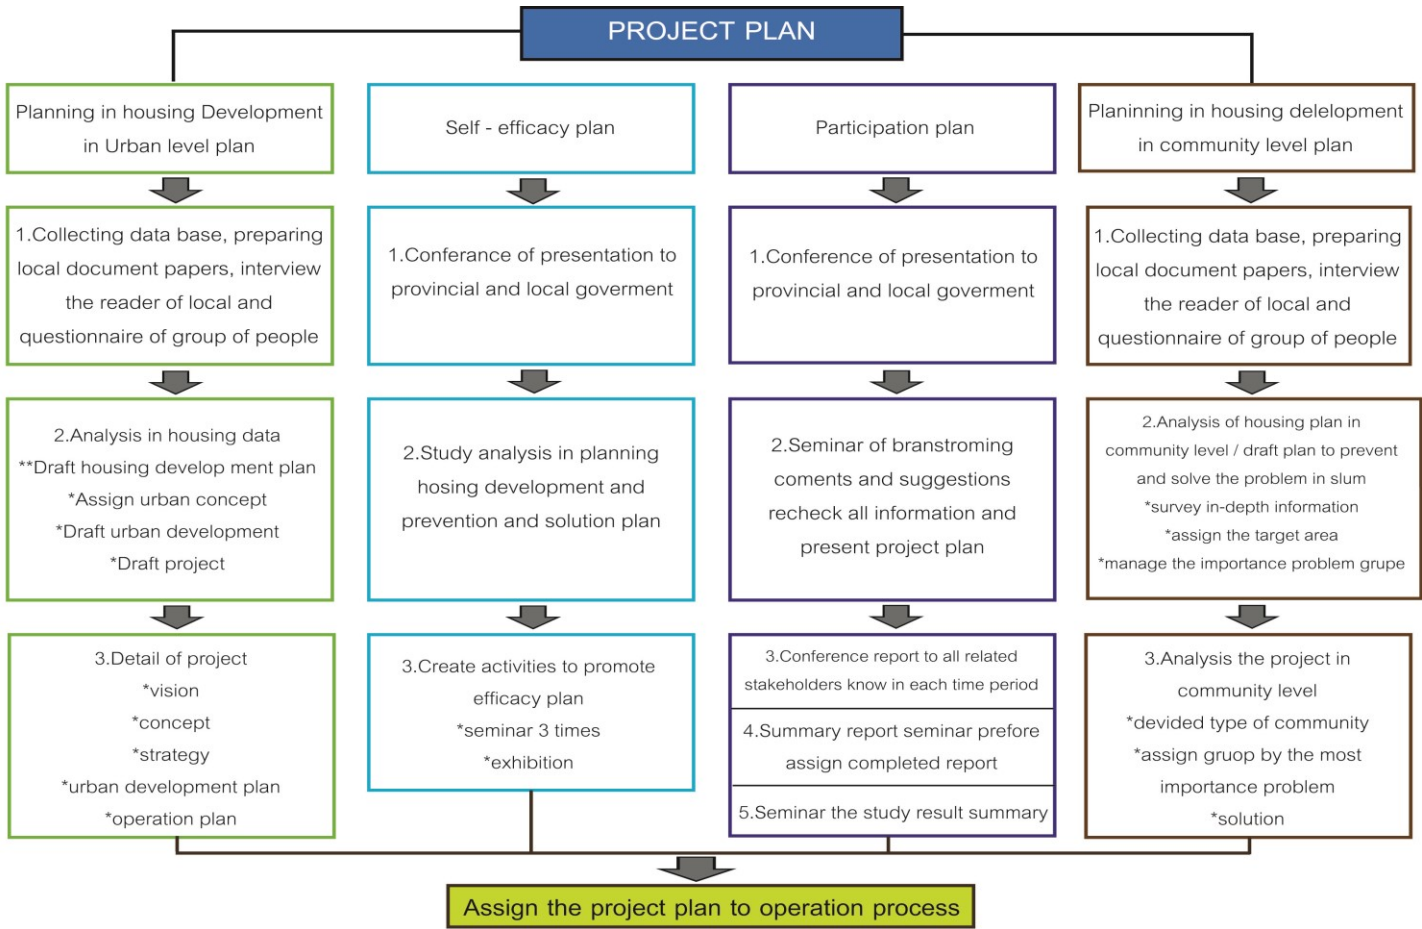 PROJECT PLAN
Planning in housing Development
in Urban level plan
1.Collecting data base, preparing
local document papers, interview
the reader of local and
questionnaire of group of people
2.Analysis in housing data
**Draft housing develop ment plan
*Assign urban concept
*Draft urban development
*Draft project
3.Detail of project
*vision
*concept
*strategy
*urban development plan
*operation plan
Self - efficacy plan
1.Conferance of presentation to
provincial and local goverment
2.Study analysis in planning
hosing development and
prevention and solution plan
3.Create activities to promote
efficacy plan
*seminar 3 times
*exhibition
Participation plan
1.Conference of presentation to
provincial and local goverment
2.Seminar of branstroming
coments and suggestions
recheck all information and
present project plan
3.Conference report to all related
stakeholders know in each time period
4.Summary report seminar prefore
assign completed report
5.Seminar the study result summary
Planinning in housing delelopment
in community level plan
1.Collecting data base, preparing
local document papers, interview
the reader of local and
questionnaire of group of people
2.Analysis of housing plan in
community level / draft plan to prevent
and solve the problem in slum
*survey in-depth information
*assign the target area
*manage the importance problem grupe
3.Analysis the project in
community level
*devided type of community
*assign gruop by the most
importance problem
*solution
Assign the project plan to operation process